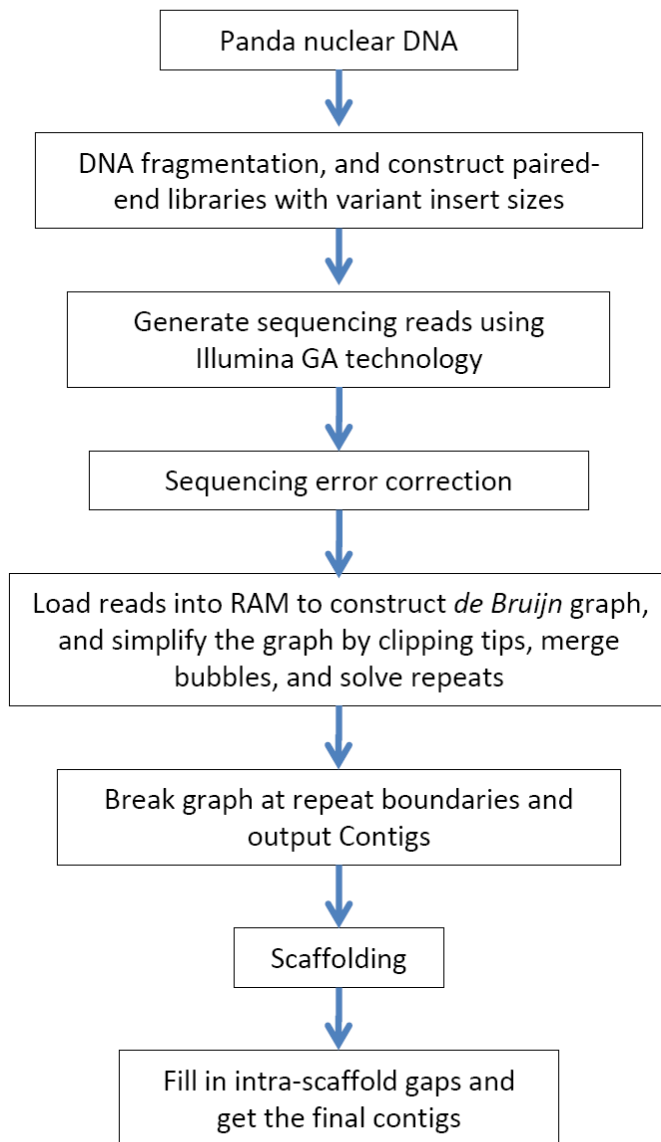 Panda nuclear DNA
DNA fragmentation, and construct paired-
end libraries with variant insert sizes
Generate sequencing reads using
Illumina GA technology
Sequencing error correction
Load reads into RAM to construct de Bruijn graph,
and simplify the graph by clipping tips, merge
bubbles, and solve repeats
Break graph at repeat boundaries and
output Contigs
Scaffolding
Fill in intra-scaffold gaps and
get the final contigs